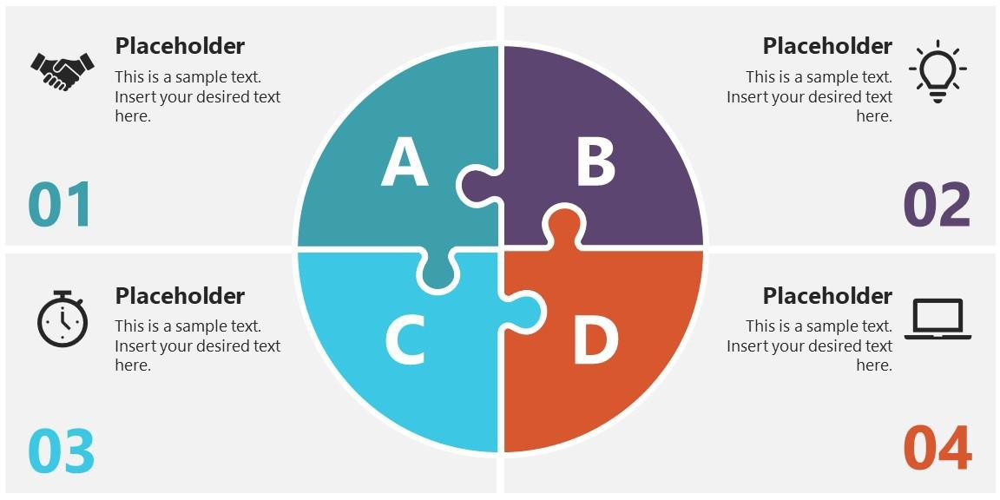 Placeholder
This is a sample text.
Insert your desired text
here.
01
A
B
Placeholder
This is a sample text.
Insert your desired text
here.
02
Placeholder
This is a sample text.
Insert your desired text
here.
03
C
D
Placeholder
This is a sample text.
Insert your desired text
here.
04